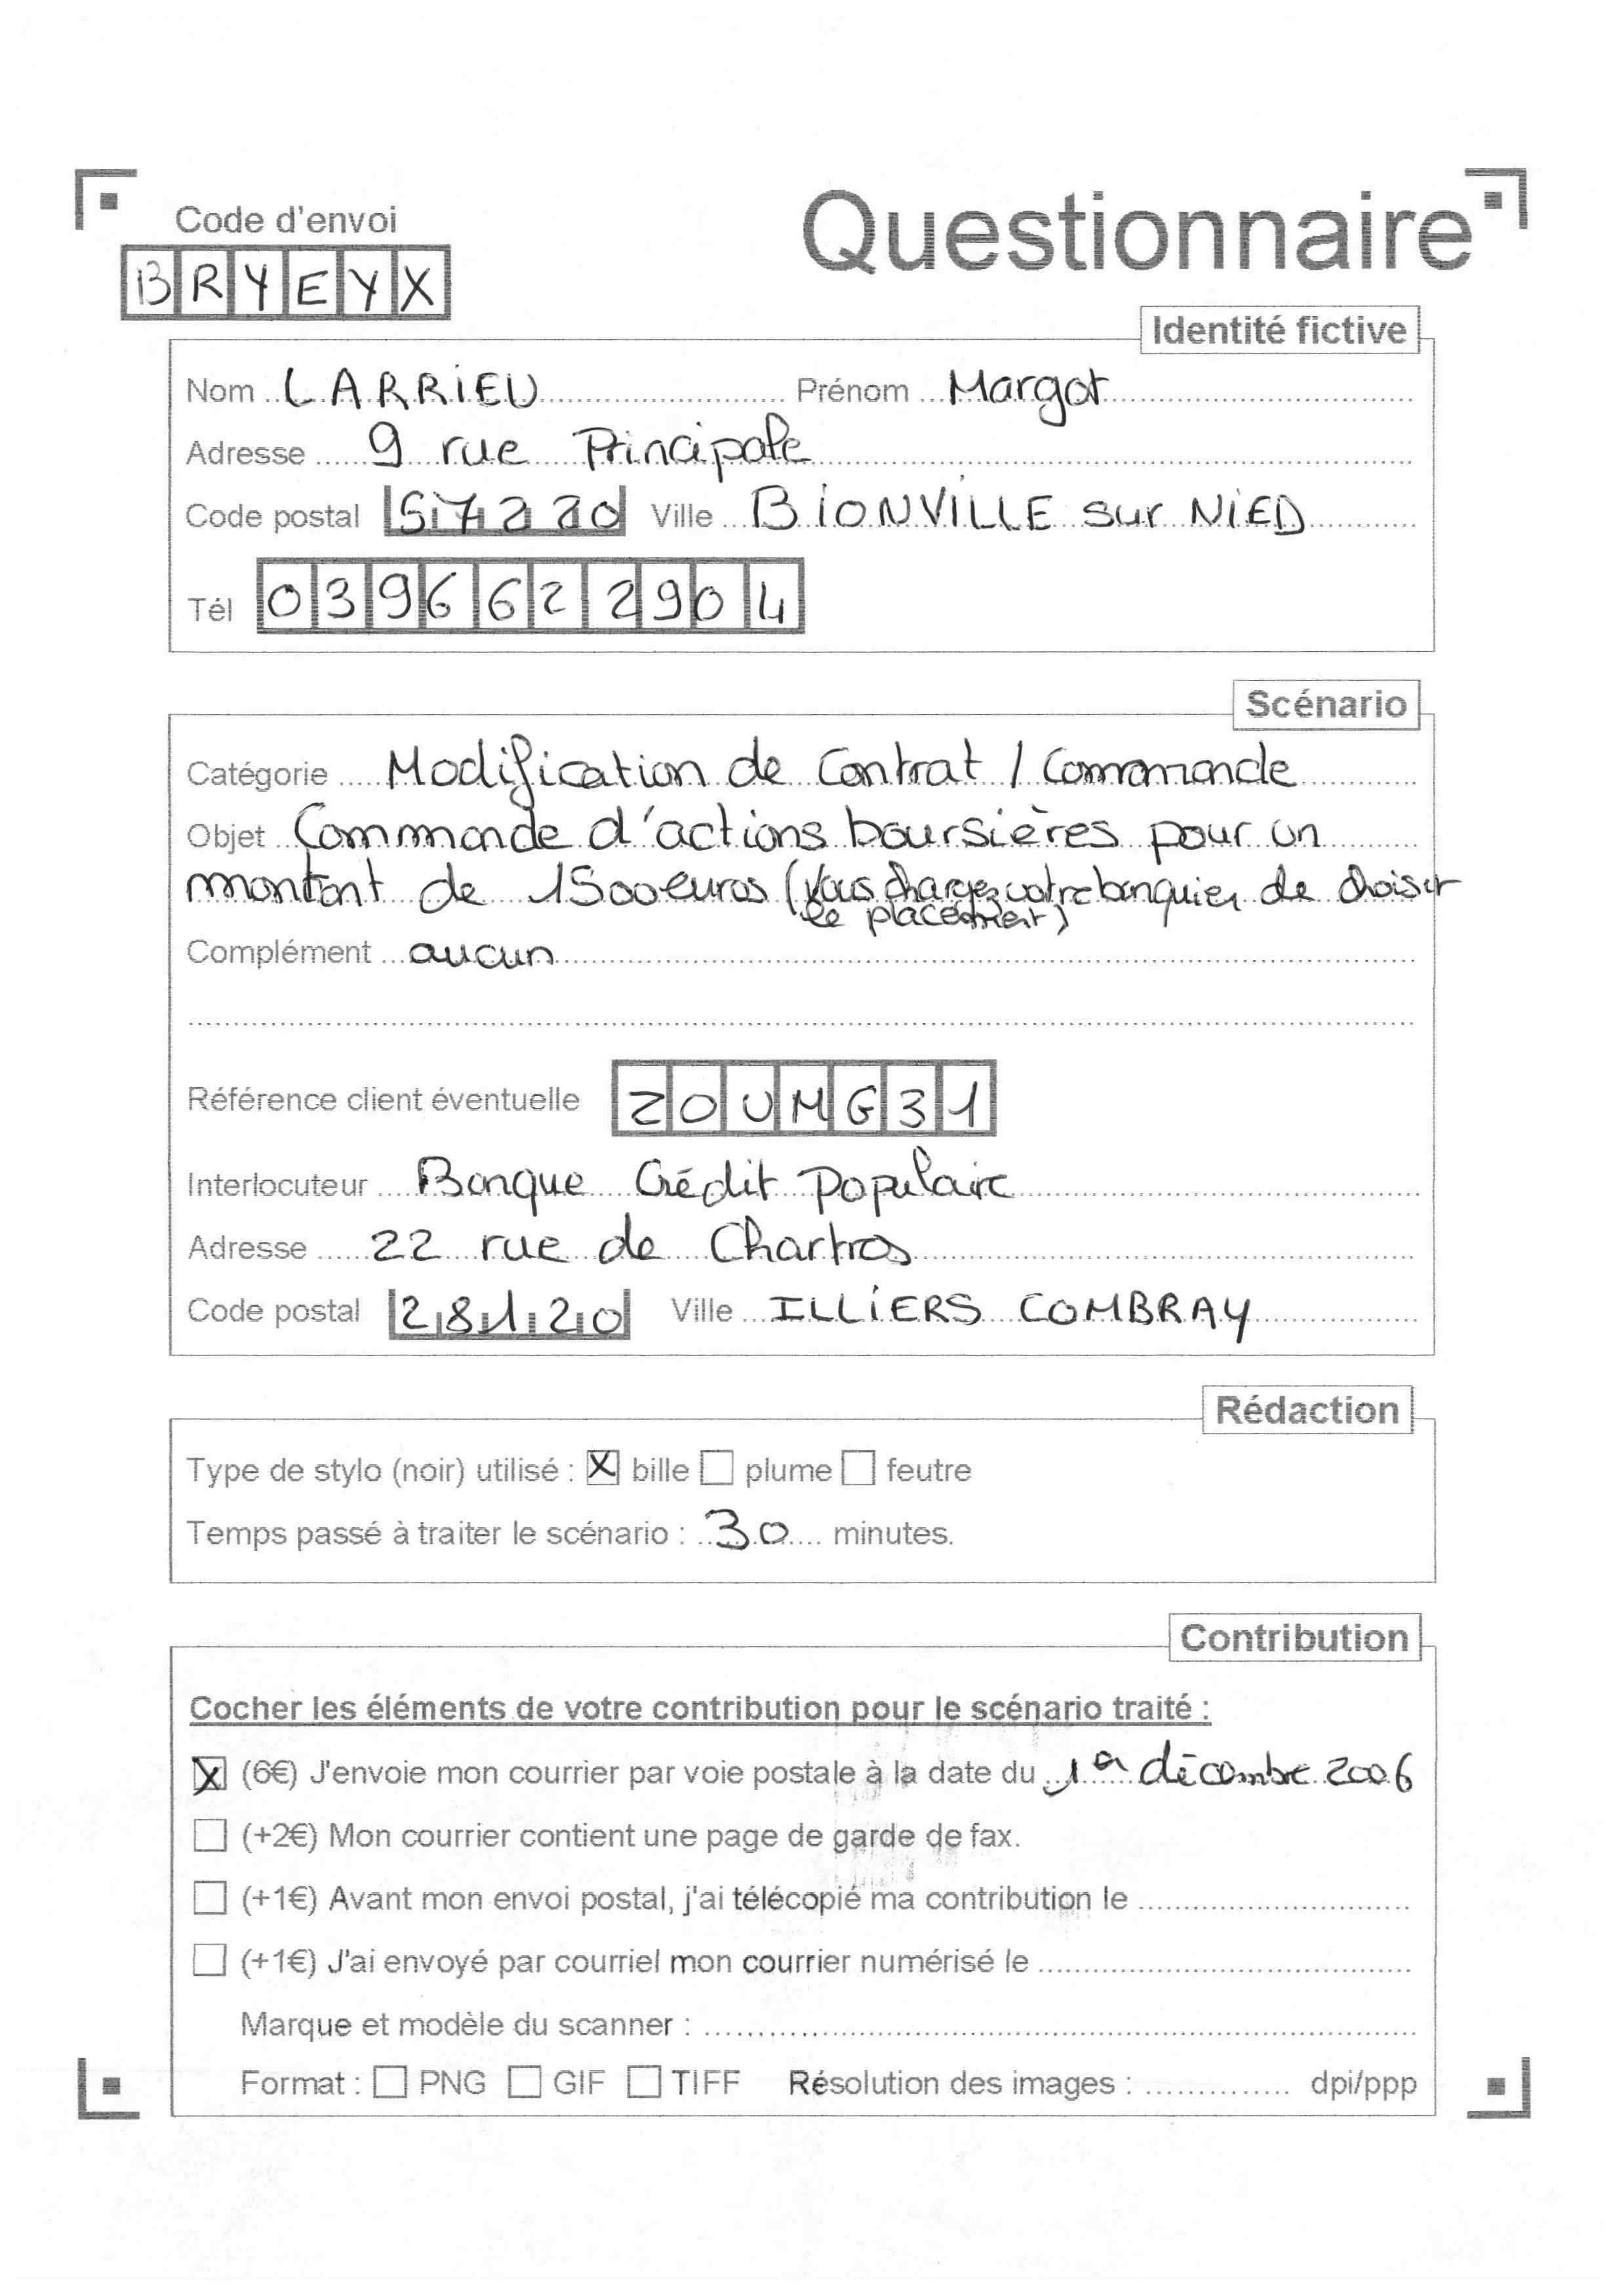 Code d'envoi
Questionnaire
BRYEYX
Identité fictive
Nom LARRIEU Prénom Margot
Adresse 9 rue Principale
Code postal 57220 Ville BIONVILLE sur NIED
Tél 0396622904
Scénario
Catégorie Modification de Contrat / Commande
Objet Commande d'actions boursières pour un
montant de 1500 euros (Vous chargez votre banquier de choisir
le placement)
Complément aucun
Référence client éventuelle ZOUMG31
Interlocuteur Banque Crédit Populaire
Adresse 22 rue de Chartres
Code postal 28120 Ville ILLIERS COMBRAY
Rédaction
Type de stylo (noir) utilisé : X bille plume feutre
Temps passé à traiter le scénario : 30 minutes.
Contribution
Cocher les éléments de votre contribution pour le scénario traité :
X (6€) J'envoie mon courrier par voie postale à la date du 1er décembre 2006
(+2€) Mon courrier contient une page de garde de fax.
(+1€) Avant mon envoi postal, j'ai télécopié ma contribution le
(+1€) J'ai envoyé par courriel mon courrier numérisé le
Marque et modèle du scanner :
Format : PNG GIF TIFF Résolution des images : dpi/ppp